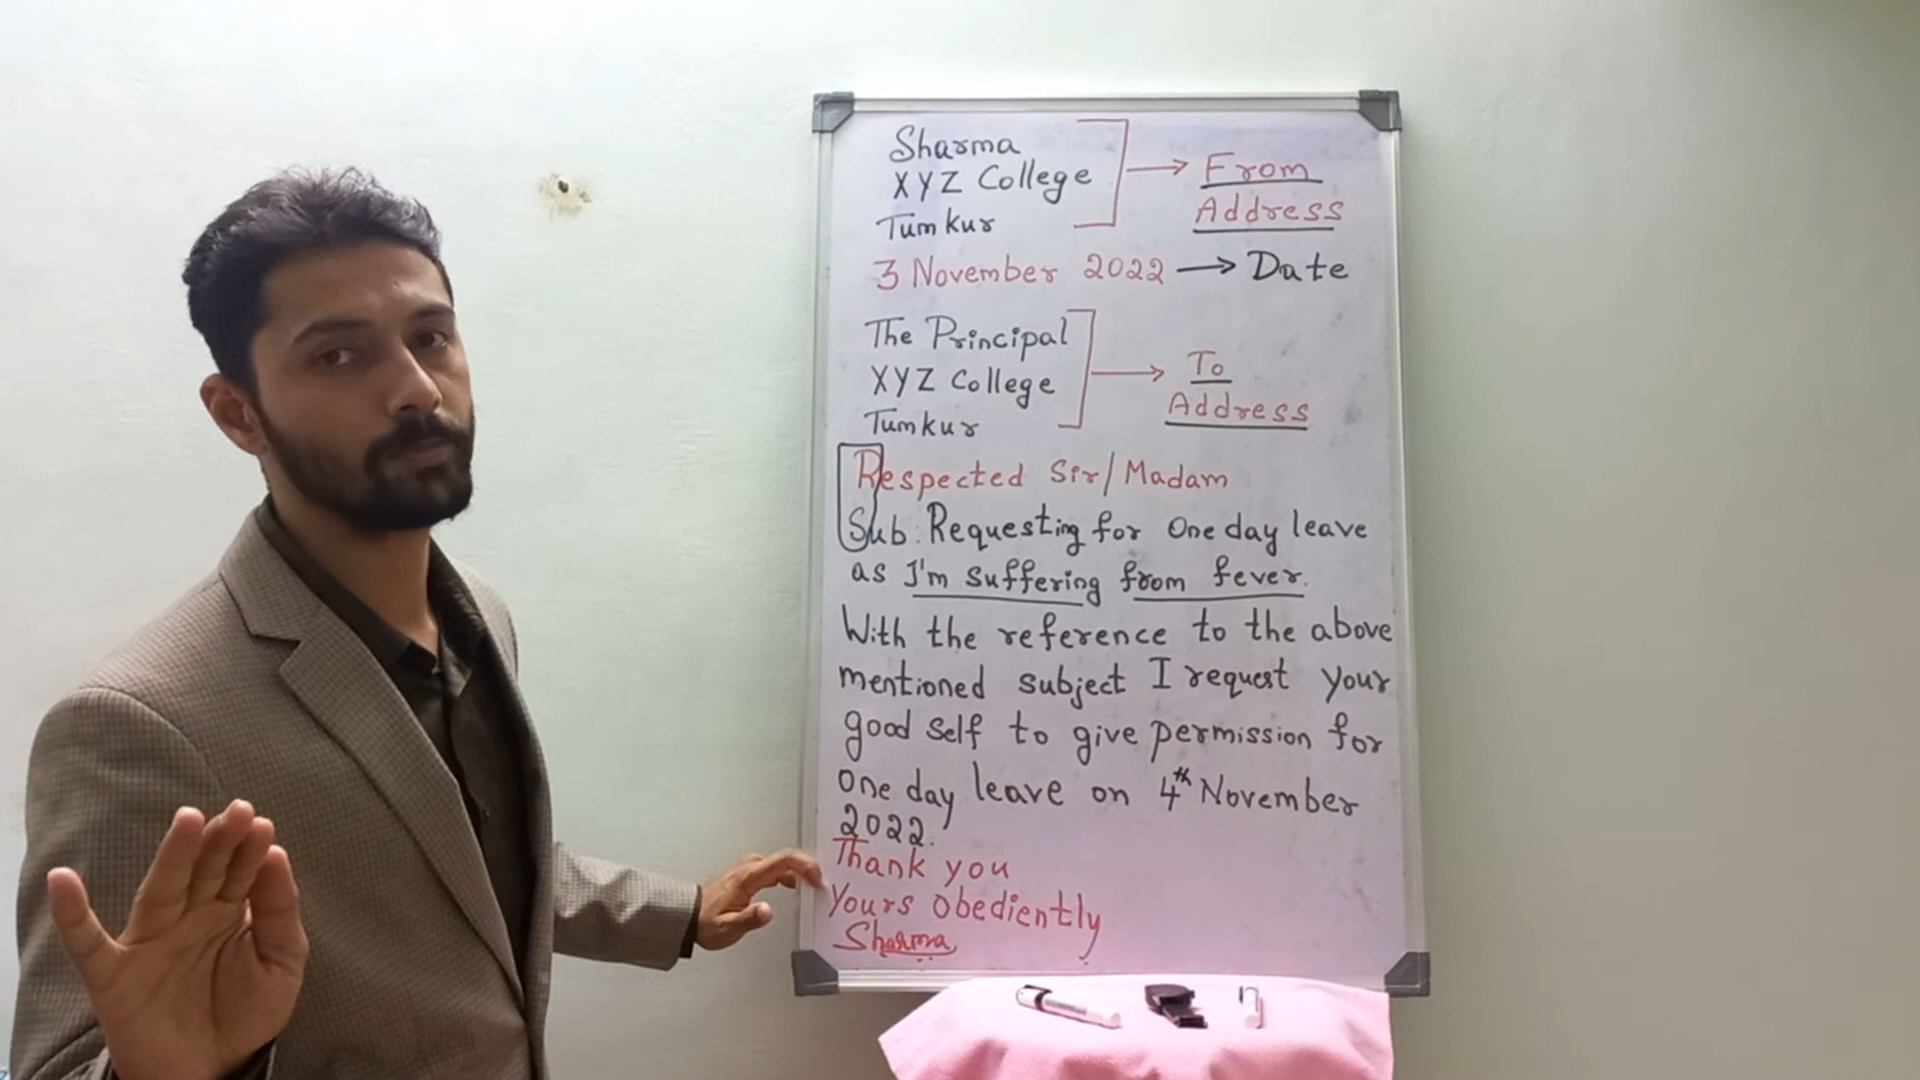 Sharma
XYZ College
Tumkur
From
Address
3 November 2022 → Date
The Principal
XYZ College
Tumkur
To
Address
Respected Sir/Madam
Sub: Requesting for One day leave
as I'm suffering from fever.
With the reference to the above
mentioned subject I request your
good self to give permission for
one day leave on 4th November
2022.
Thank you
Yours Obediently
Sharma